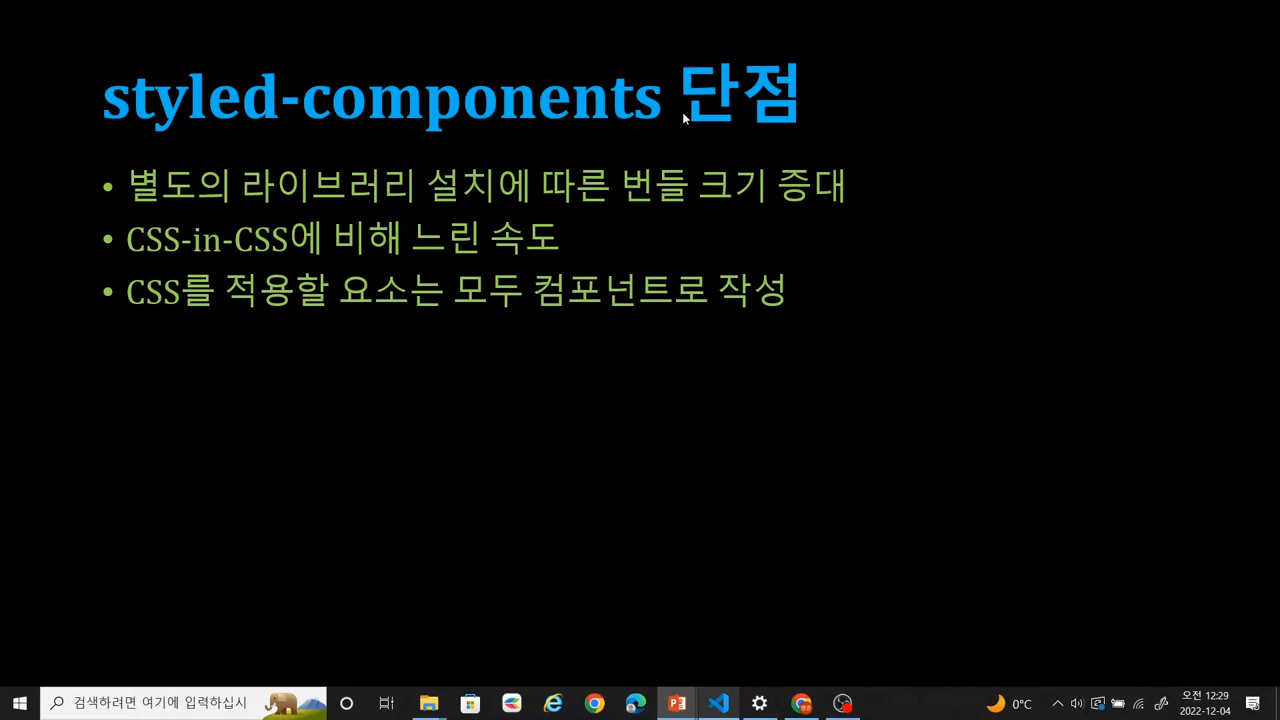 styled-components 단점
• 별도의 라이브러리 설치에 따른 번들 크기 증대
• CSS-in-CSS에 비해 느린 속도
• CSS를 적용할 요소는 모두 컴포넌트로 작성
검색하려면 여기에 입력하십시
0°C
오전 12:29
2022-12-04